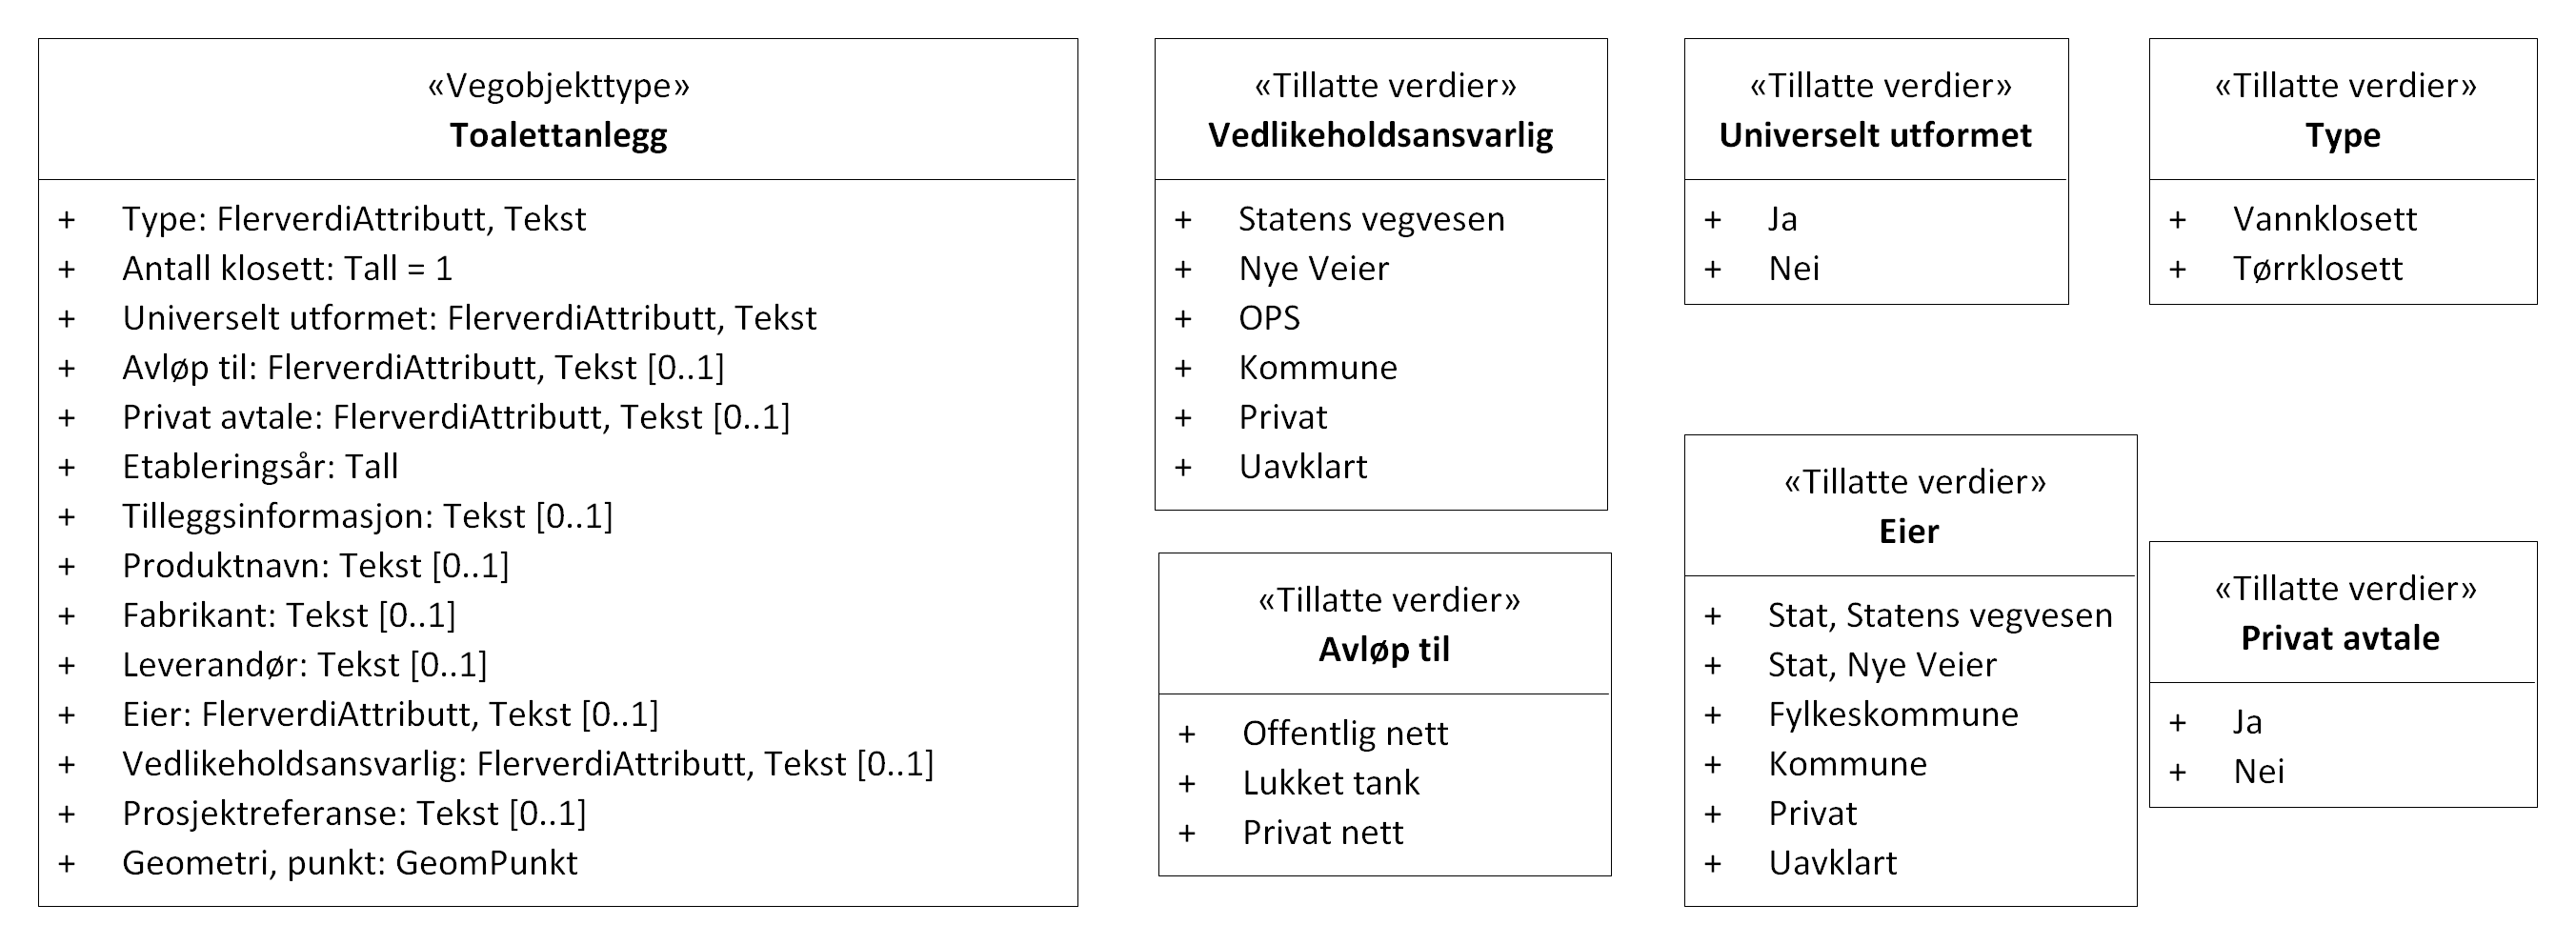 «Vegobjekttype»
Toalettanlegg
+ Type: FlerverdiAttributt, Tekst
+ Antall klosett: Tall = 1
+ Universelt utformet: FlerverdiAttributt, Tekst
+ Avløp til: FlerverdiAttributt, Tekst [0..1]
+ Privat avtale: FlerverdiAttributt, Tekst [0..1]
+ Etableringsår: Tall
+ Tilleggsinformasjon: Tekst [0..1]
+ Produktnavn: Tekst [0..1]
+ Fabrikant: Tekst [0..1]
+ Leverandør: Tekst [0..1]
+ Eier: FlerverdiAttributt, Tekst [0..1]
+ Vedlikeholdsansvarlig: FlerverdiAttributt, Tekst [0..1]
+ Prosjektreferanse: Tekst [0..1]
+ Geometri, punkt: GeomPunkt
«Tillatte verdier»
Vedlikeholdsansvarlig
+ Statens vegvesen
+ Nye Veier
+ OPS
+ Kommune
+ Privat
+ Uavklart
«Tillatte verdier»
Avløp til
+ Offentlig nett
+ Lukket tank
+ Privat nett
«Tillatte verdier»
Universelt utformet
+ Ja
+ Nei
«Tillatte verdier»
Eier
+ Stat, Statens vegvesen
+ Stat, Nye Veier
+ Fylkeskommune
+ Kommune
+ Privat
+ Uavklart
«Tillatte verdier»
Type
+ Vannklosett
+ Tørrklosett
«Tillatte verdier»
Privat avtale
+ Ja
+ Nei